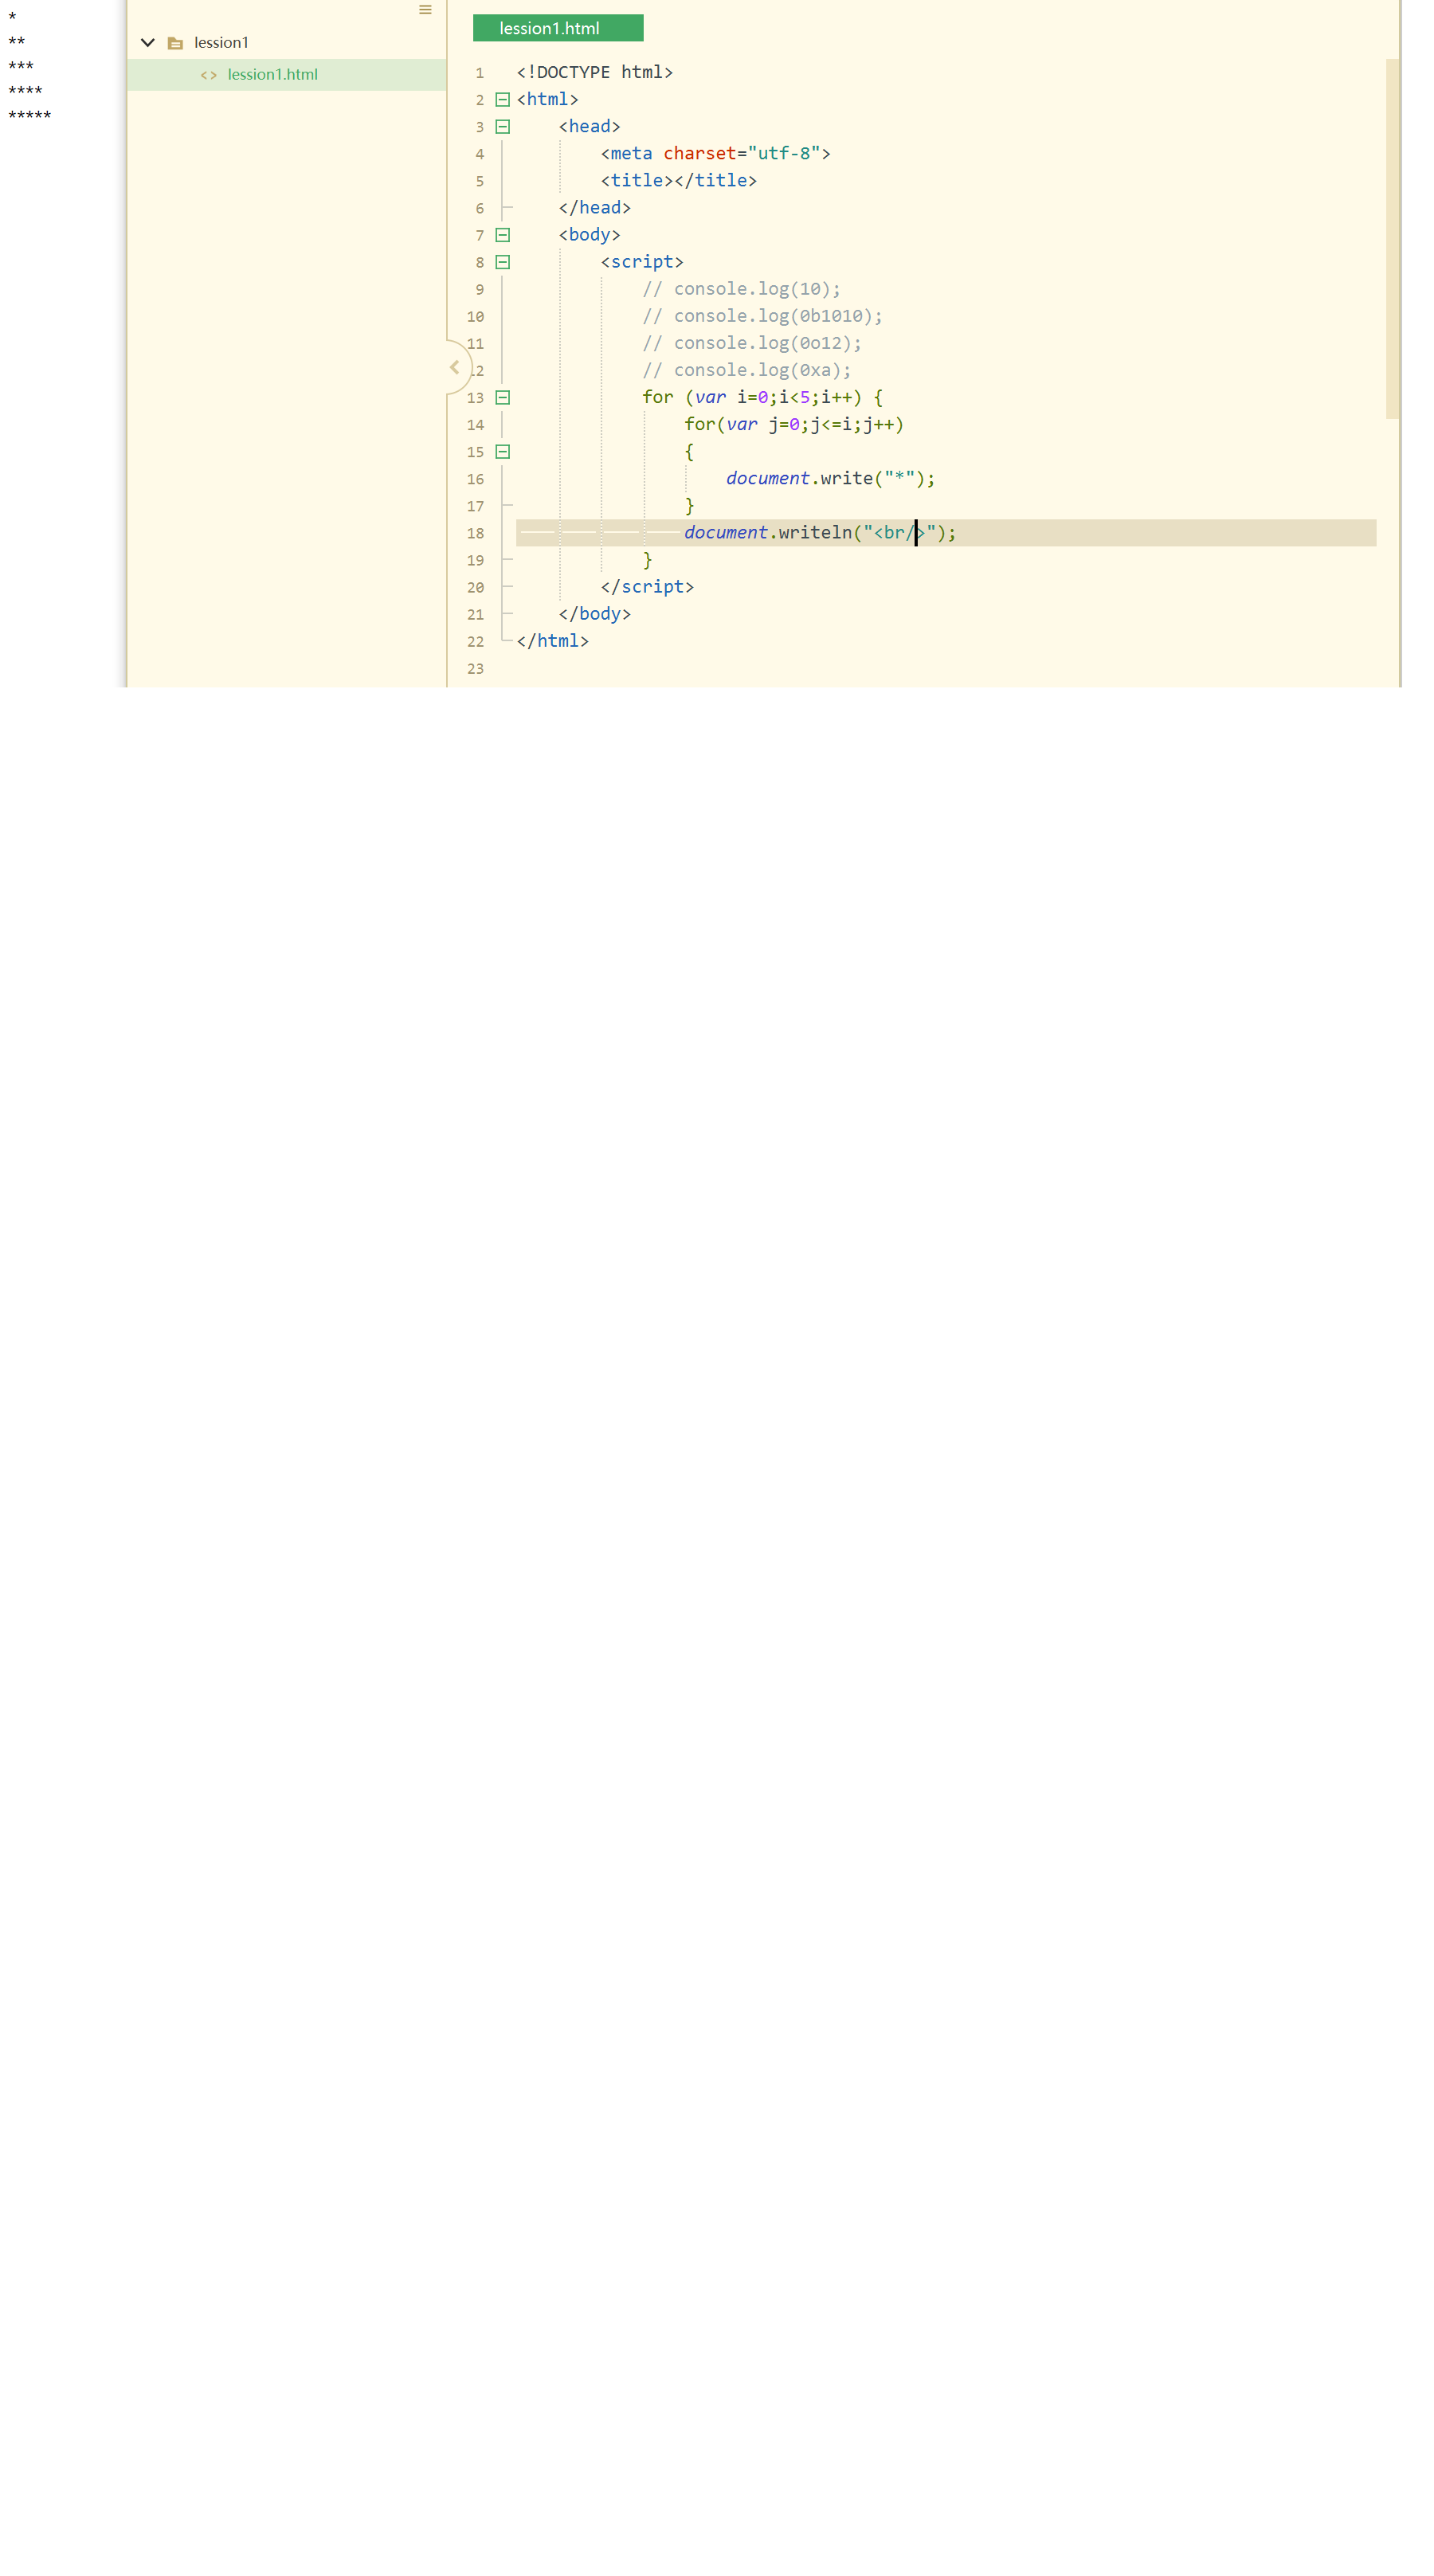 *
**
***
****
*****
lession1
<> lession1.html
lession1.html
1 <!DOCTYPE html>
2 <html>
3 <head>
4 <meta charset="utf-8">
5 <title></title>
6 </head>
7 <body>
8 <script>
9 // console.log(10);
10 // console.log(0b1010);
11 // console.log(0o12);
12 // console.log(0xa);
13 for (var i=0;i<5;i++) {
14 for(var j=0;j<=i;j++)
15 {
16 document.write("*");
17 }
18 document.writeln("<br/>");
19 }
20 </script>
21 </body>
22 </html>
23